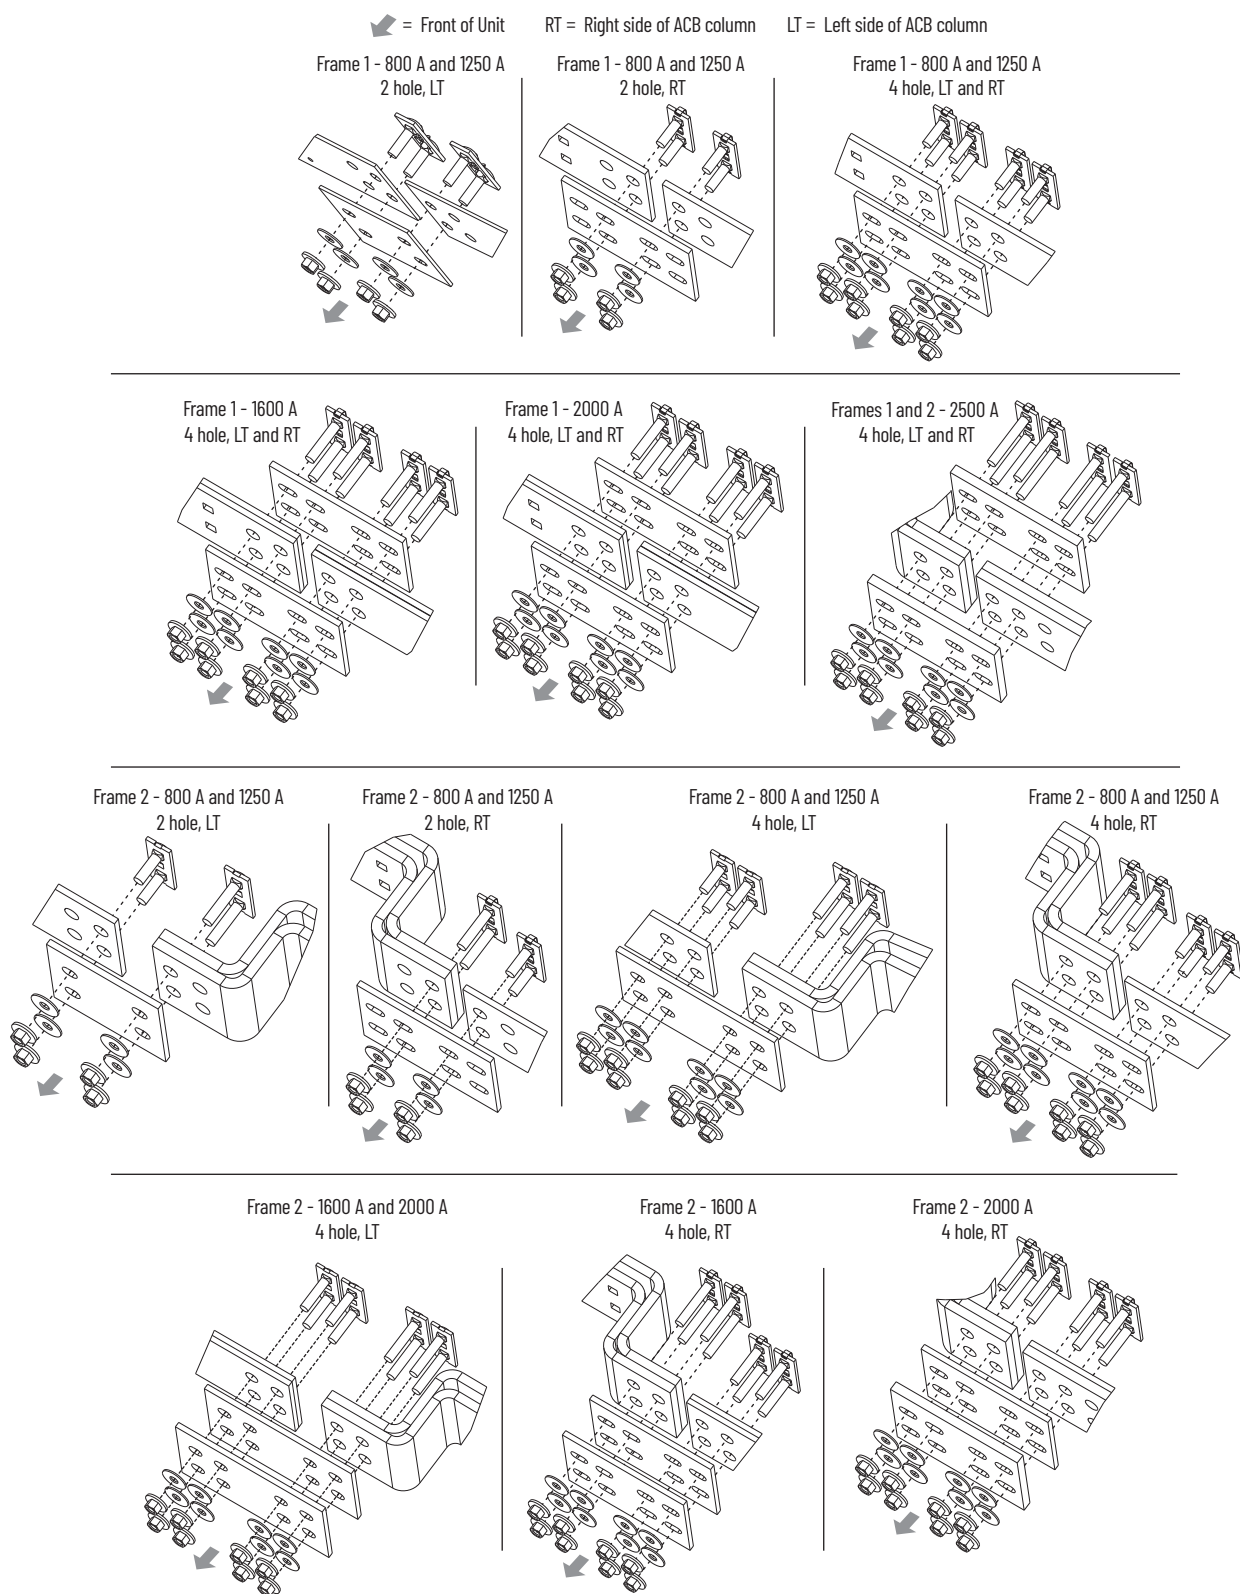 = Front of Unit RT = Right side of ACB column LT = Left side of ACB column
Frame 1 - 800 A and 1250 A
2 hole, LT
Frame 1 - 800 A and 1250 A
2 hole, RT
Frame 1 - 800 A and 1250 A
4 hole, LT and RT
Frame 1 - 1600 A
4 hole, LT and RT
Frame 1 - 2000 A
4 hole, LT and RT
Frames 1 and 2 - 2500 A
4 hole, LT and RT
Frame 2 - 800 A and 1250 A
2 hole, LT
Frame 2 - 800 A and 1250 A
2 hole, RT
Frame 2 - 800 A and 1250 A
4 hole, LT
Frame 2 - 800 A and 1250 A
4 hole, RT
Frame 2 - 1600 A and 2000 A
4 hole, LT
Frame 2 - 1600 A
4 hole, RT
Frame 2 - 2000 A
4 hole, RT